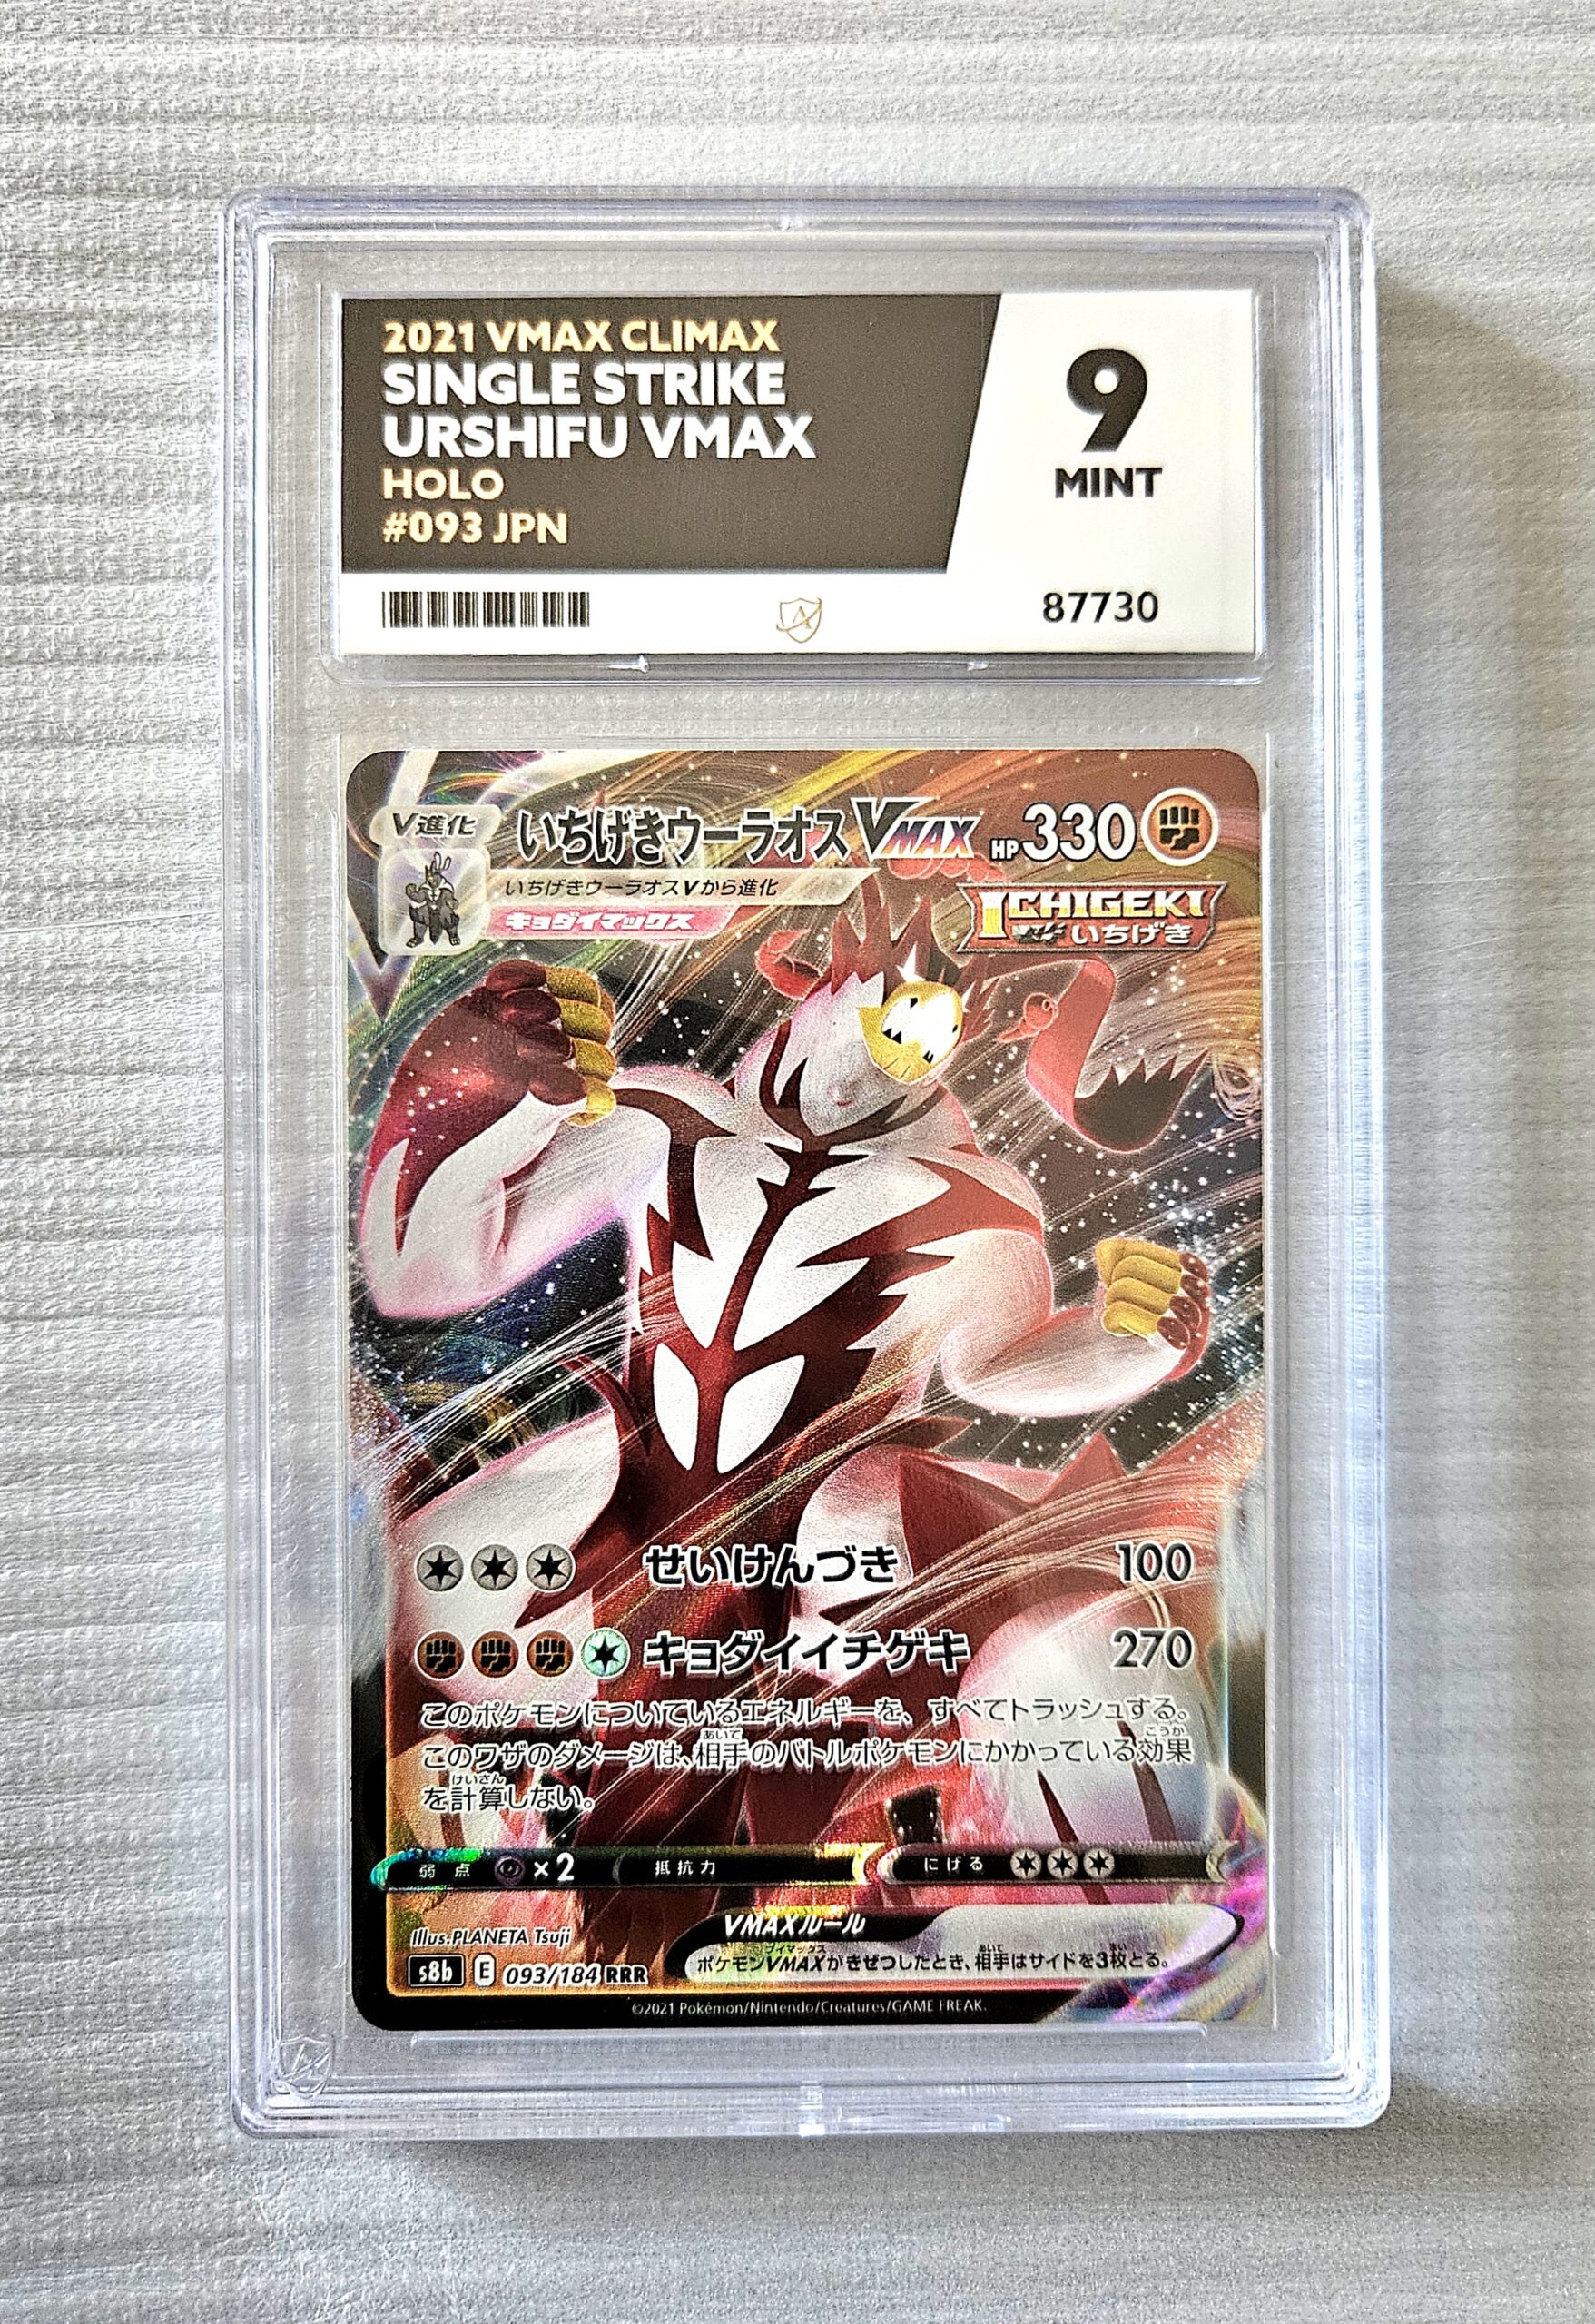 2021 VMAX CLIMAX
SINGLE STRIKE
URSHIFU VMAX
HOLO
#093 JPN
9
MINT
87730
V進化
いちげきウーラオスVMAX HP330
いちげきウーラオスVから進化
キョダイマックス
ICHIGEKI
いちげき
せいけんづき 100
キョダイイチゲキ 270
このポケモンについているエネルギーを、すべてトラッシュする。
このワザのダメージは、相手のバトルポケモンにかかっている効果
を計算しない。
弱点 ×2 抵抗力 にげる
Illus.PLANETA Tsuji
VMAXルール
ポケモンVMAXがきぜつしたとき、相手はサイドを3枚とる。
s8b E 093/184 RRR
©2021 Pokémon/Nintendo/Creatures/GAME FREAK.